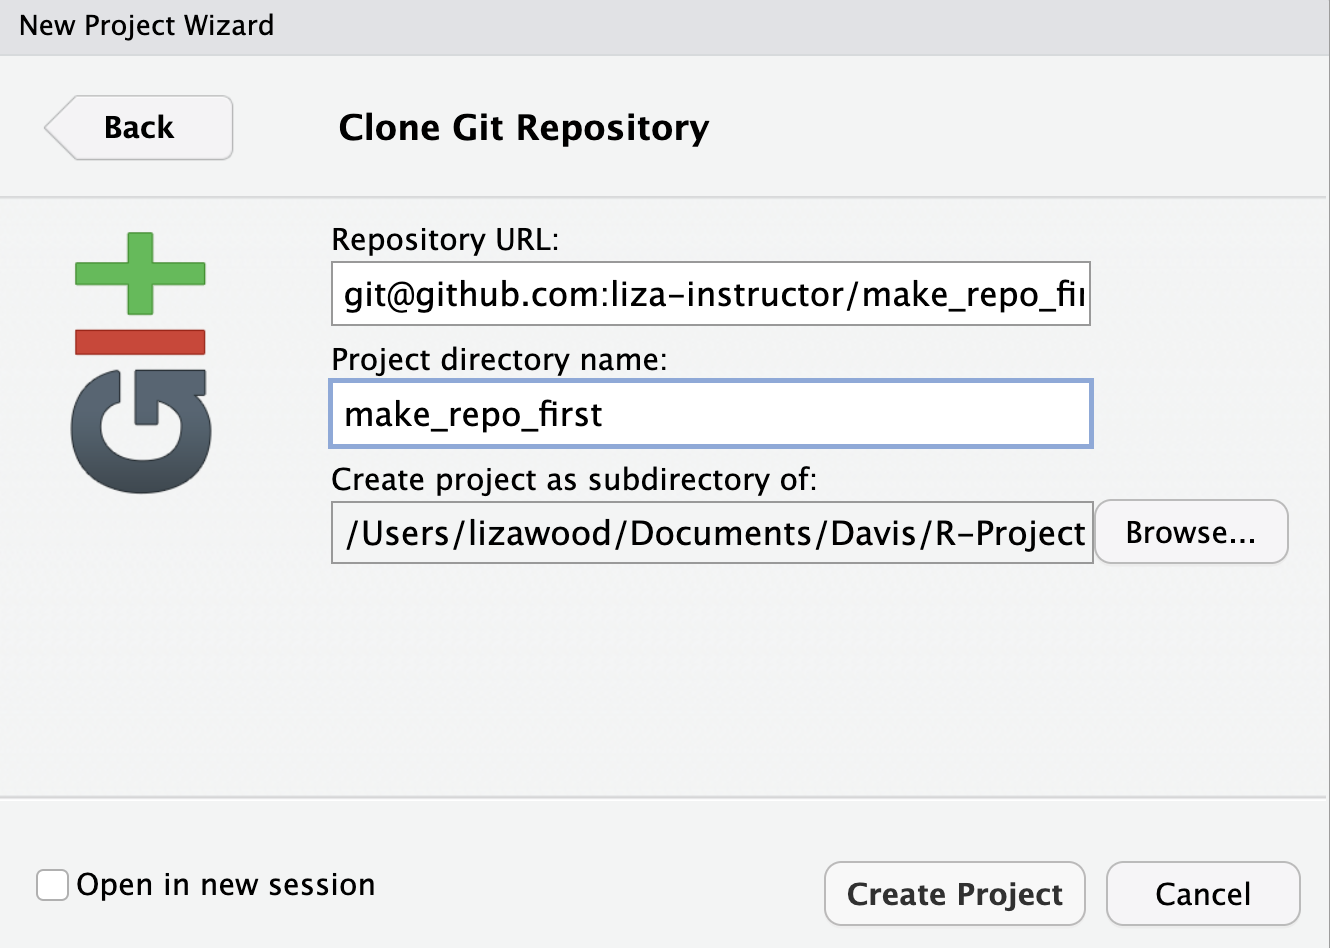 New Project Wizard
Back
Clone Git Repository
GIT
Repository URL:
git@github.com:liza-instructor/make_repo_fi
Project directory name:
make_repo_first
Create project as subdirectory of:
/Users/lizawood/Documents/Davis/R-Project
Browse...
Open in new session
Create Project
Cancel